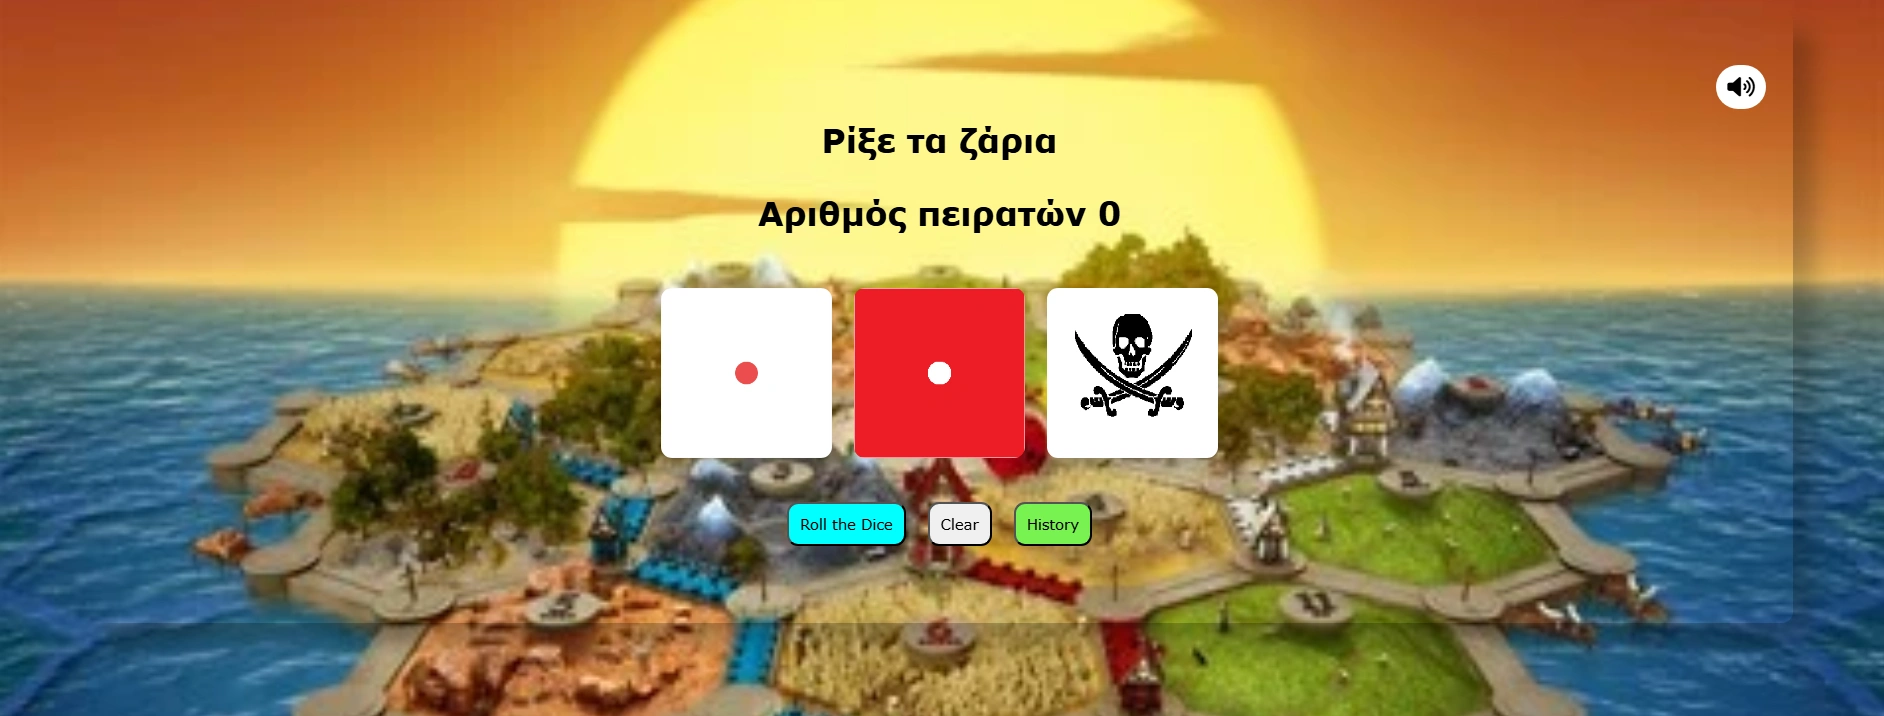 Ρίξε τα ζάρια
Αριθμός πειρατών 0
Roll the Dice
Clear
History